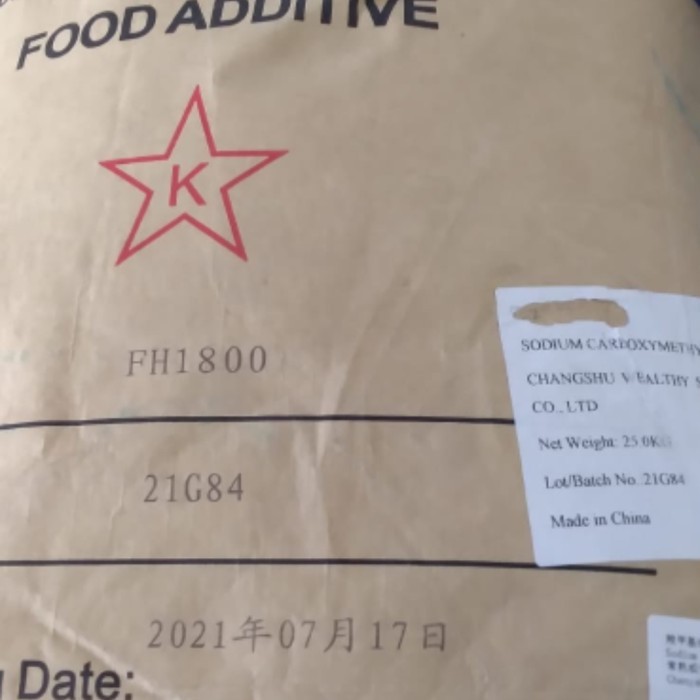 FOOD ADDITIVE
K
FH1800
SODIUM CARBOXYMETHY
CHANGSHU WEALTHY S
CO., LTD
Net Weight: 25.0KG
21G84
Lot/Batch No. 21G84
Made in China
2021年07月17日
Date:
Sodium